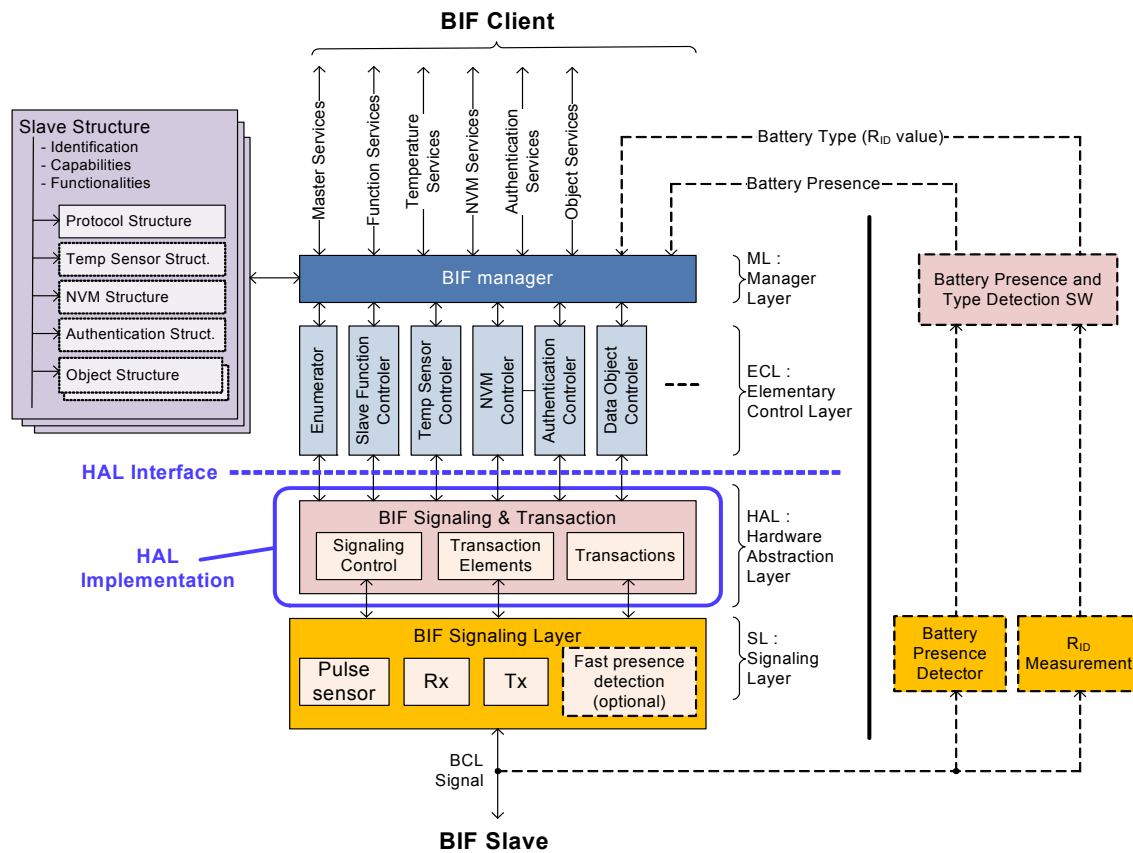 BIF Client
Master Services
Function Services
Temperature
Services
NVM Services
Authentication
Services
Object Services
Battery Type (RID value)
Battery Presence
Slave Structure
- Identification
- Capabilities
- Functionalities
Protocol Structure
Temp Sensor Struct.
NVM Structure
Authentication Struct.
Object Structure
BIF manager
ML :
Manager
Layer
Battery Presence and
Type Detection SW
Enumerator
Slave Function
Controler
Temp Sensor
Controler
NVM
Controler
Authentication
Controler
Data Object
Controler
ECL :
Elementary
Control Layer
HAL Interface
BIF Signaling & Transaction
Signaling
Control
Transaction
Elements
Transactions
HAL :
Hardware
Abstraction
Layer
HAL
Implementation
BIF Signaling Layer
Pulse
sensor
Rx
Tx
Fast presence
detection
(optional)
SL :
Signaling
Layer
Battery
Presence
Detector
RID
Measurement
BCL
Signal
BIF Slave